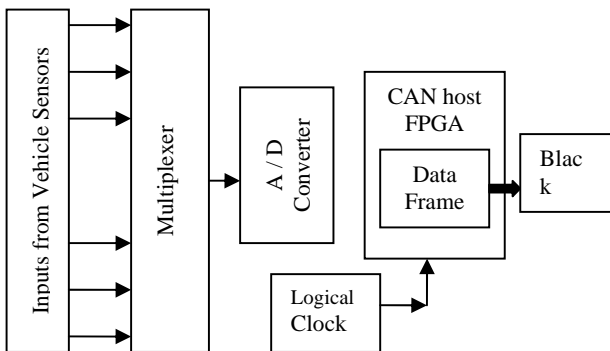 Inputs from Vehicle Sensors
Multiplexer
A / D
Converter
CAN host
FPGA
Data
Frame
Blac
k
Logical
Clock